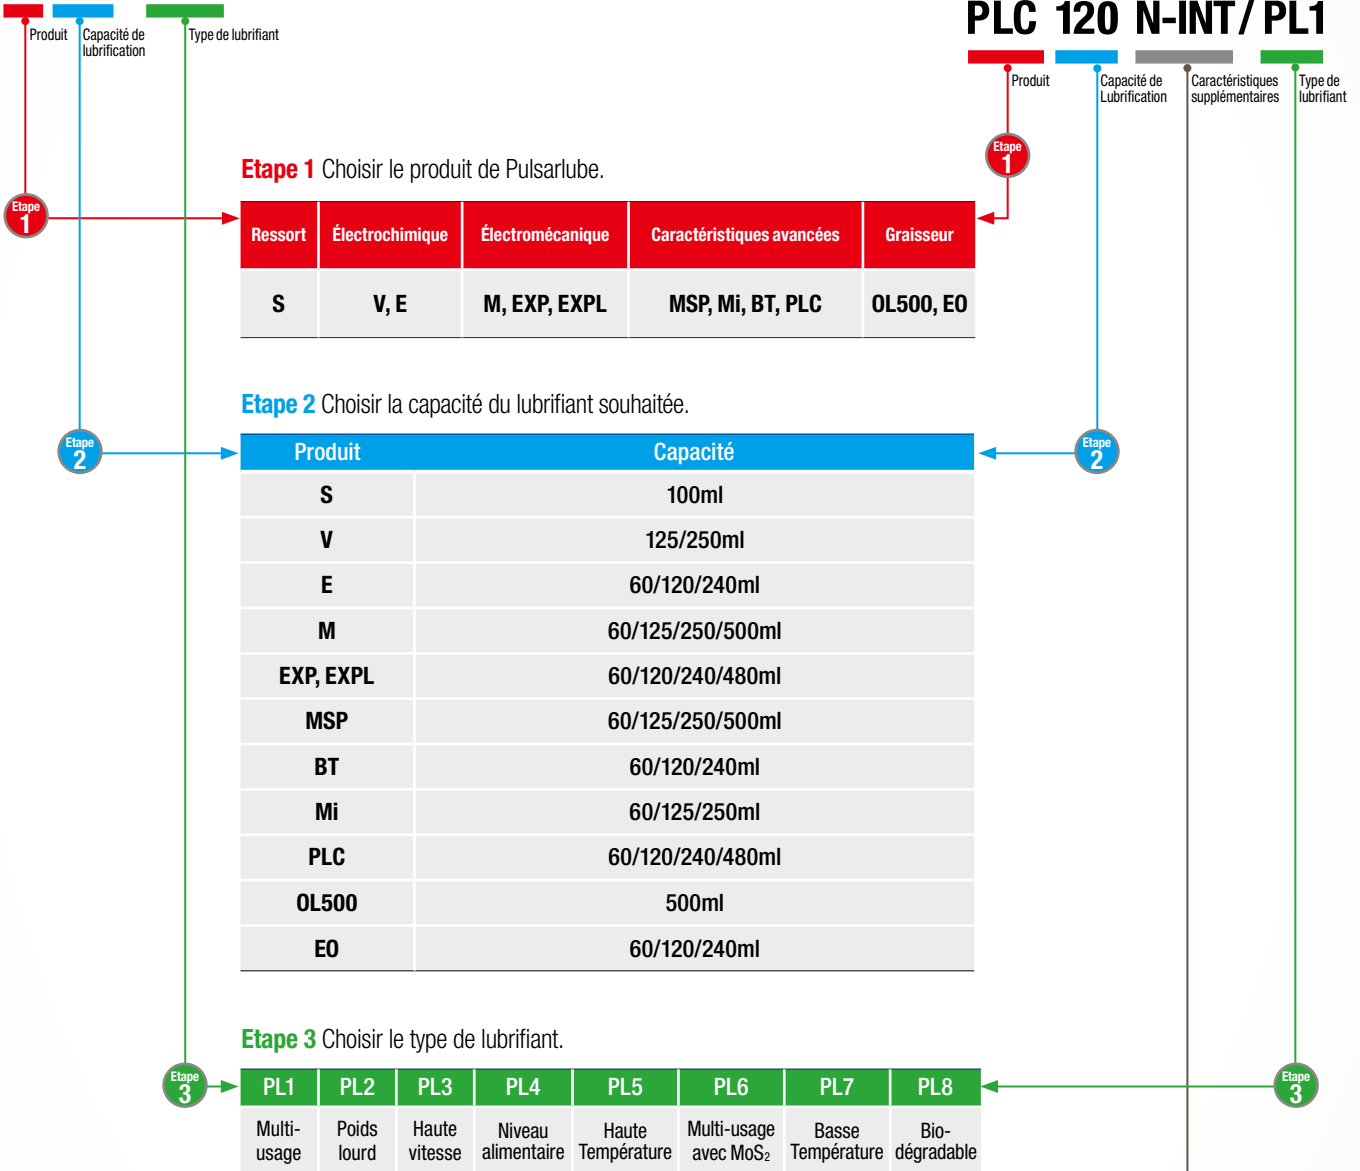 PLC 120 N-INT / PL1
Produit
Capacité de
lubrification
Type de lubrifiant
Produit
Capacité de
Lubrification
Caractéristiques
supplémentaires
Type de
lubrifiant
Etape
1
Etape
1
Etape 1 Choisir le produit de Pulsarlube.
Ressort Électrochimique Électromécanique Caractéristiques avancées Graisseur
S V, E M, EXP, EXPL MSP, Mi, BT, PLC OL500, EO
Etape 2 Choisir la capacité du lubrifiant souhaitée.
Etape
2
Etape
2
Produit Capacité
S 100ml
V 125/250ml
E 60/120/240ml
M 60/125/250/500ml
EXP, EXPL 60/120/240/480ml
MSP 60/125/250/500ml
BT 60/120/240ml
Mi 60/125/250ml
PLC 60/120/240/480ml
OL500 500ml
EO 60/120/240ml
Etape 3 Choisir le type de lubrifiant.
Etape
3
Etape
3
PL1 PL2 PL3 PL4 PL5 PL6 PL7 PL8
Multi- Poids Haute Niveau Haute Multi-usage Basse Bio-
usage lourd vitesse alimentaire Température avec MoS₂ Température dégradable